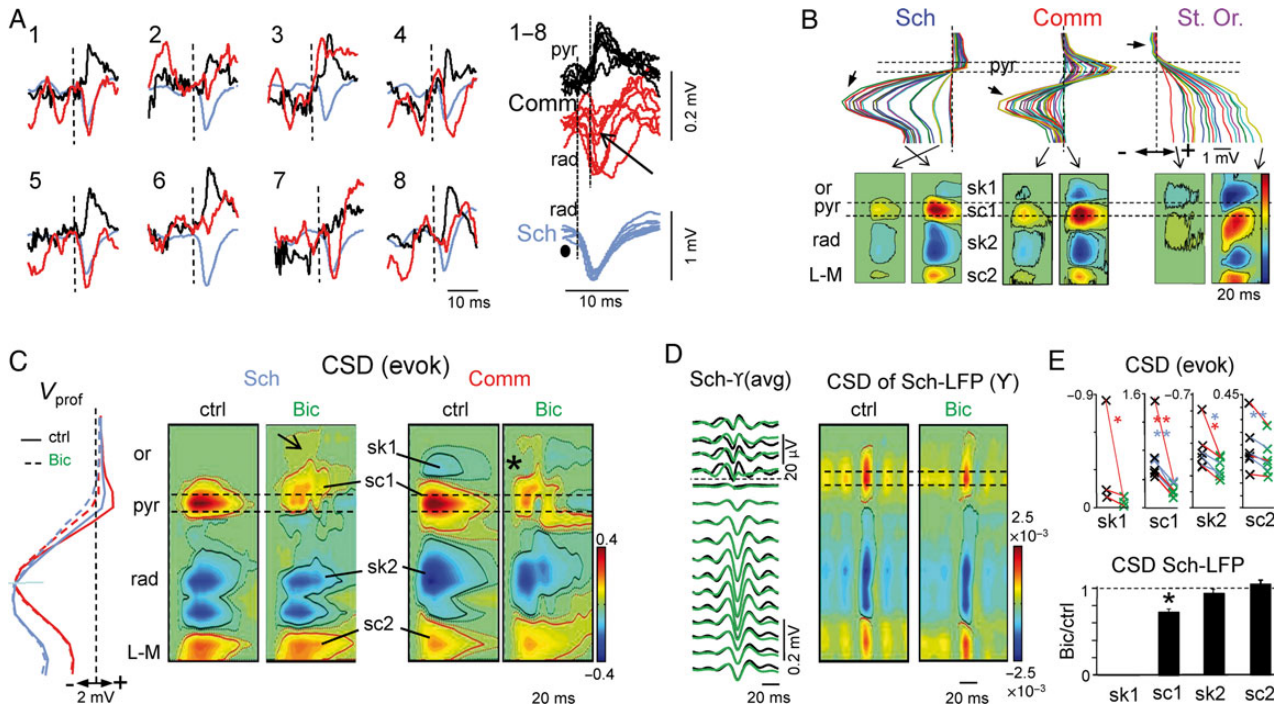 A
1 2 3 4 1–8
pyr
Comm
rad
0.2 mV
5 6 7 8
rad
Sch
1 mV
10 ms 10 ms
B
Sch Comm St. Or.
pyr
- +
1 mV
or sk1
pyr sc1
rad sk2
L-M sc2
20 ms
C
CSD (evok)
Sch Comm
Vprof
ctrl Bic ctrl Bic
ctrl
Bic
or
pyr
rad
L-M
sk1
*
sc1
sk2
sc2
0.4
−0.4
- +
2 mV
20 ms
D
Sch-ϒ(avg) CSD of Sch-LFP (ϒ)
ctrl Bic
20 µV
0.2 mV
20 ms
20 ms
2.5
×10⁻³
−2.5
×10⁻³
E
CSD (evok)
-0.9 1.6 -0.7 0.45
* ** ** * * **
0
sk1 sc1 sk2 sc2
CSD Sch-LFP
Bic/ctrl
1
0
*
sk1 sc1 sk2 sc2